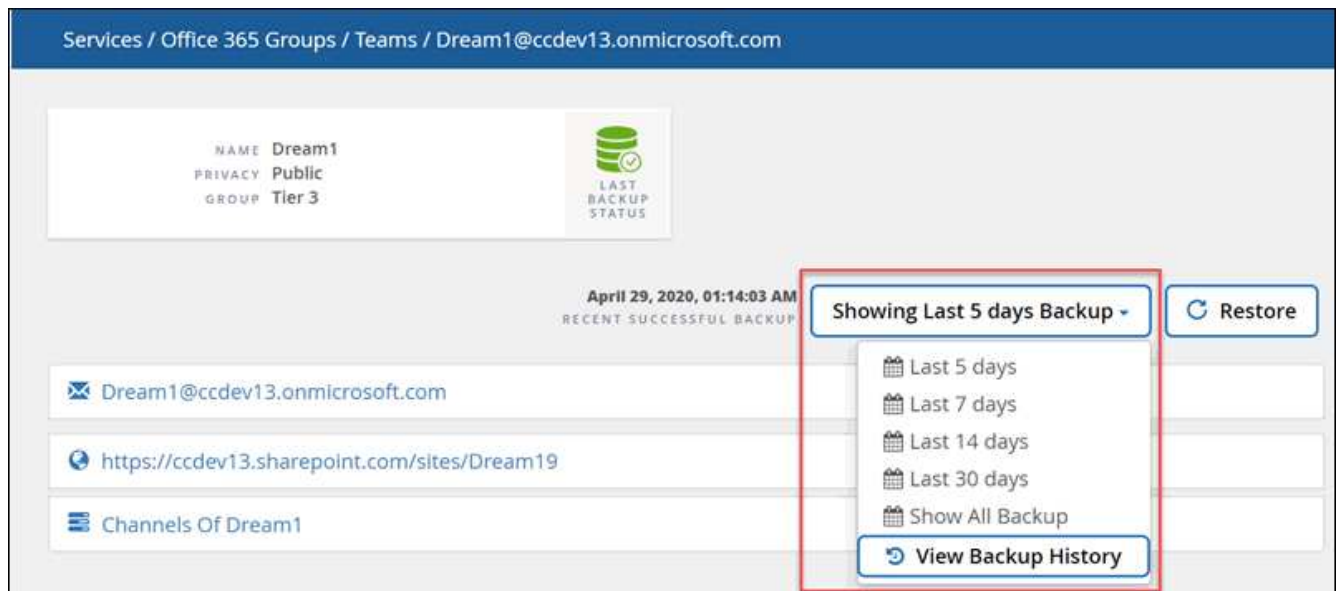 Services / Office 365 Groups / Teams / Dream1@ccdev13.onmicrosoft.com
NAME Dream1
PRIVACY Public
GROUP Tier 3
LAST
BACKUP
STATUS
April 29, 2020, 01:14:03 AM
RECENT SUCCESSFUL BACKUP
Showing Last 5 days Backup
Restore
Last 5 days
Last 7 days
Last 14 days
Last 30 days
Show All Backup
View Backup History
Dream1@ccdev13.onmicrosoft.com
https://ccdev13.sharepoint.com/sites/Dream19
Channels Of Dream1